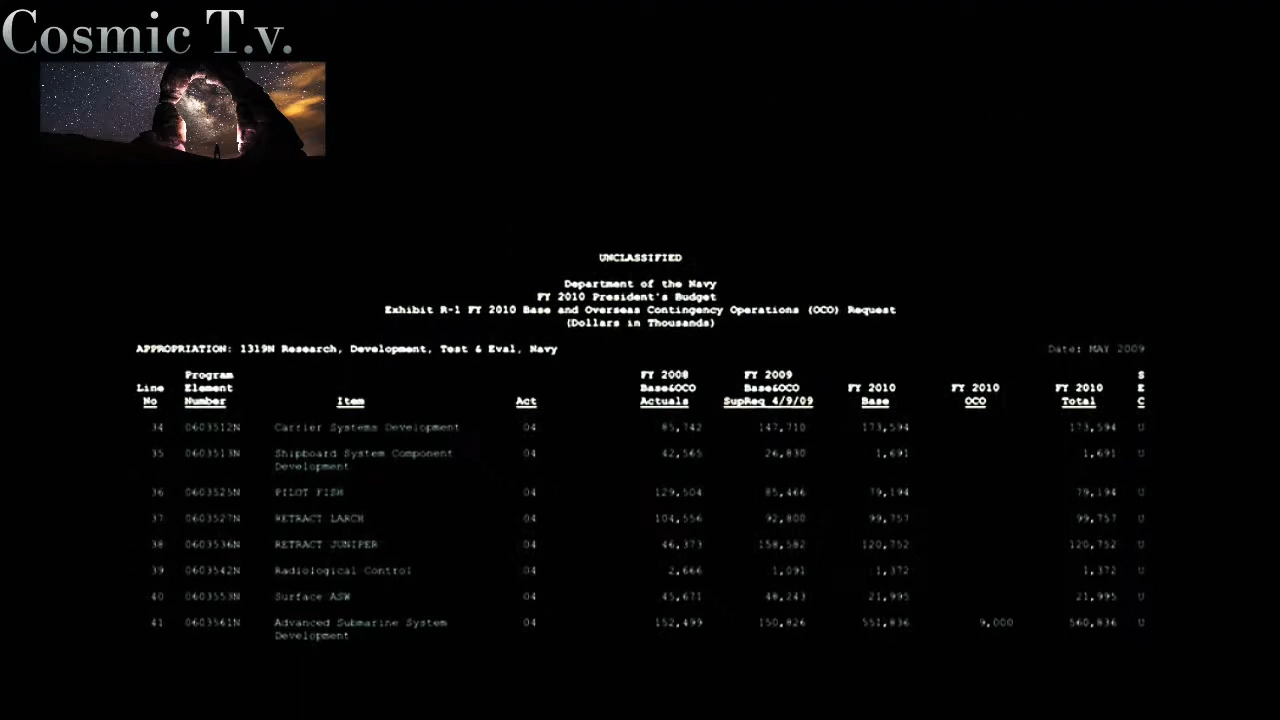 Cosmic T.v.
UNCLASSIFIED
Department of the Navy
FY 2010 President's Budget
Exhibit R-1 FY 2010 Base and Overseas Contingency Operations (OCO) Request
(Dollars in Thousands)
APPROPRIATION: 1319N Research, Development, Test & Eval, Navy Date: MAY 2009
Program FY 2008 FY 2009 S
Line Element Base&OCO Base&OCO FY 2010 FY 2010 FY 2010 E
No Number Item Act Actuals SupReq 4/9/09 Base OCO Total C
34 0603512N Carrier Systems Development 04 85,742 147,710 173,594 173,594 U
35 0603513N Shipboard System Component 04 42,565 26,830 1,691 1,691 U
Development
36 0603525N PILOT FISH 04 129,504 85,466 79,194 79,194 U
37 0603527N RETRACT LARCH 04 104,556 92,800 99,757 99,757 U
38 0603536N RETRACT JUNIPER 04 46,373 158,582 120,752 120,752 U
39 0603542N Radiological Control 04 2,666 1,091 1,372 1,372 U
40 0603553N Surface ASW 04 45,671 48,243 21,995 21,995 U
41 0603561N Advanced Submarine System 04 152,499 150,826 551,836 9,000 560,836 U
Development